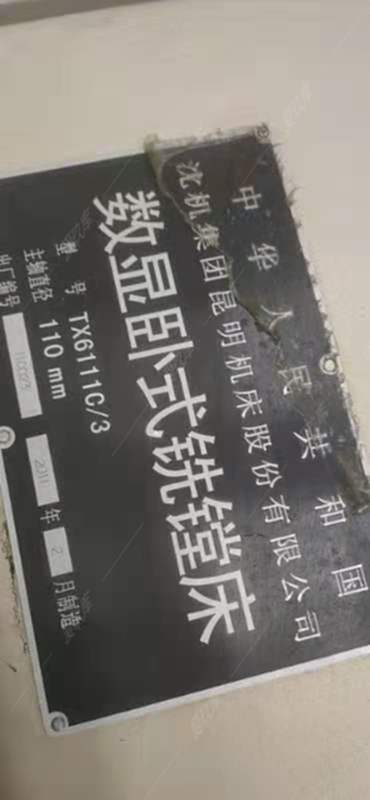 中华人民共和国
沈机集团昆明机床股份有限公司
数显卧式铣镗床
型号 TX6111C/3
主轴直径 110 mm
出厂编号 2011 年 2 月制造